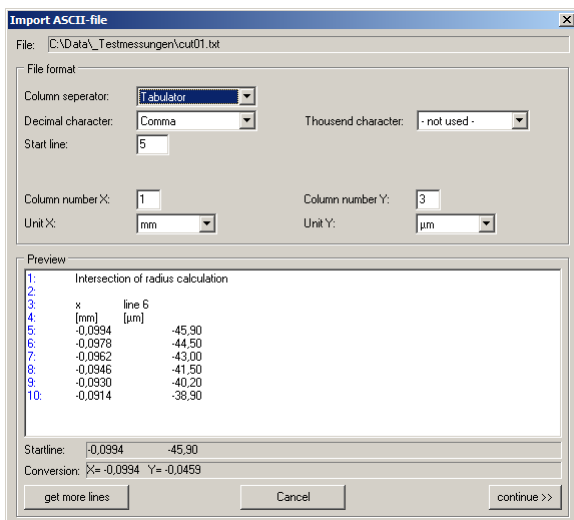 Import ASCII-file
File: C:\Data\_Testmessungen\cut01.txt
File format
Column seperator: Tabulator
Decimal character: Comma Thousend character: - not used -
Start line: 5
Column number X: 1 Column number Y: 3
Unit X: mm Unit Y: µm
Preview
1: Intersection of radius calculation
2:
3: x line 6
4: [mm] [µm]
5: -0,0994 -45,90
6: -0,0978 -44,50
7: -0,0962 -43,00
8: -0,0946 -41,50
9: -0,0930 -40,20
10: -0,0914 -38,90
Startline: -0,0994 -45,90
Conversion: X= -0,0994 Y= -0,0459
get more lines Cancel continue >>